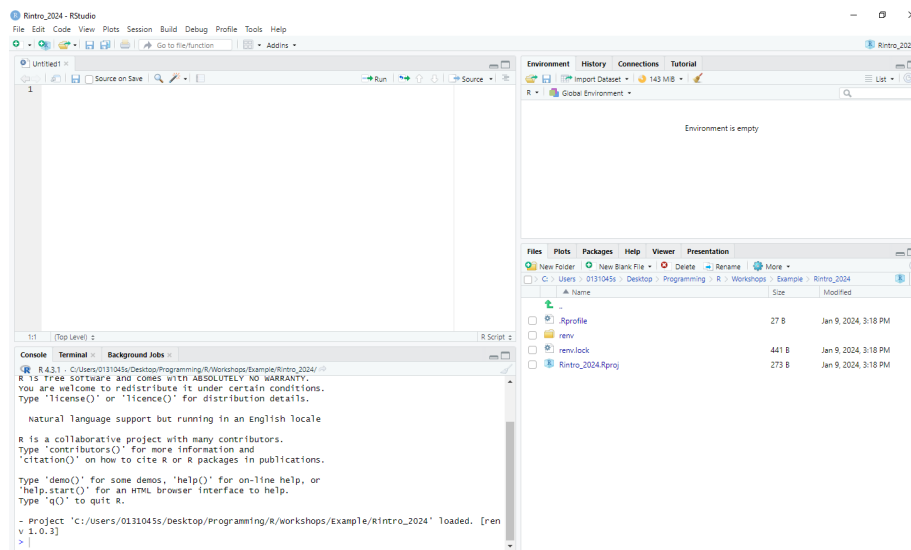 Rintro_2024 - RStudio
File Edit Code View Plots Session Build Debug Profile Tools Help
Go to file/function Addins Rintro_202
Untitled1
Source on Save Run Source
1
1:1 (Top Level) R Script
Console Terminal Background Jobs
R 4.3.1 · C:/Users/0131045s/Desktop/Programming/R/Workshops/Example/Rintro_2024/
R is free software and comes with ABSOLUTELY NO WARRANTY.
You are welcome to redistribute it under certain conditions.
Type 'license()' or 'licence()' for distribution details.
Natural language support but running in an English locale
R is a collaborative project with many contributors.
Type 'contributors()' for more information and
'citation()' on how to cite R or R packages in publications.
Type 'demo()' for some demos, 'help()' for on-line help, or
'help.start()' for an HTML browser interface to help.
Type 'q()' to quit R.
- Project 'C:/Users/0131045s/Desktop/Programming/R/Workshops/Example/Rintro_2024' loaded. [ren
v 1.0.3]
>
Environment History Connections Tutorial
Import Dataset 143 MiB List
R Global Environment
Environment is empty
Files Plots Packages Help Viewer Presentation
New Folder New Blank File Delete Rename More
C: > Users > 0131045s > Desktop > Programming > R > Workshops > Example > Rintro_2024
Name Size Modified
..
.Rprofile 27 B Jan 9, 2024, 3:18 PM
renv
renv.lock 441 B Jan 9, 2024, 3:18 PM
Rintro_2024.Rproj 273 B Jan 9, 2024, 3:18 PM